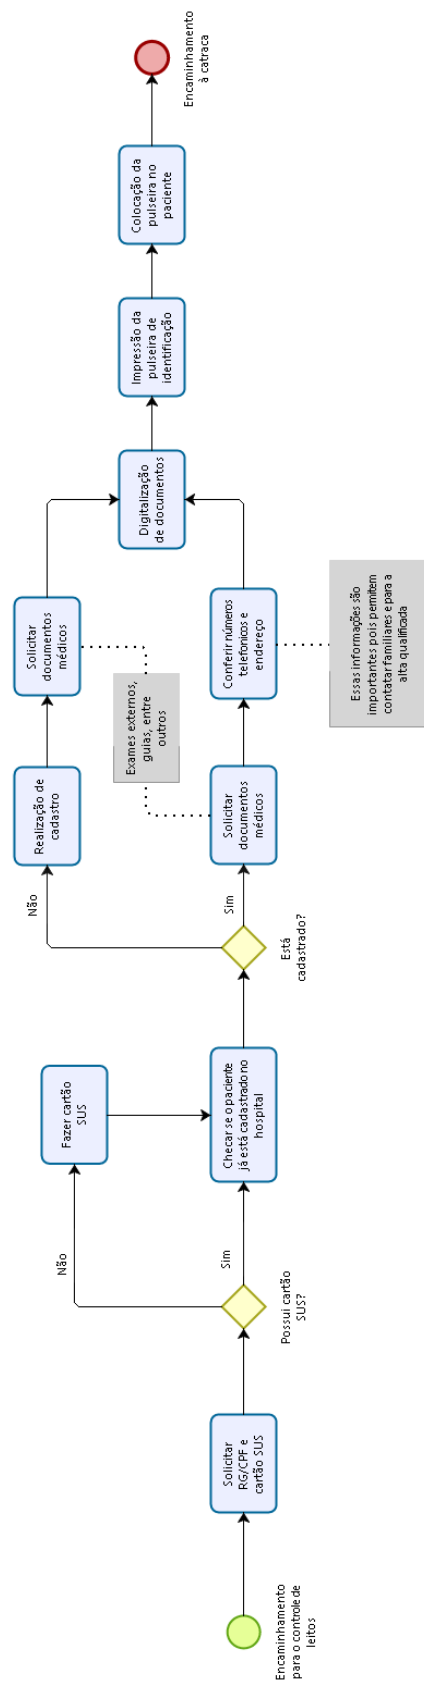 Encaminhamento
para o controle de
leitos
Solicitar
RG/CPF e
cartão SUS
Possui cartão
SUS?
Não
Sim
Fazer cartão
SUS
Checar se o paciente
já está cadastrado no
hospital
Está
cadastrado?
Não
Sim
Realização de
cadastro
Solicitar
documentos
médicos
Exames externos,
guias, entre
outros
Solicitar
documentos
médicos
Conferir números
telefonicos e
endereço
Essas informações são
importantes pois permitem
contatar familiares e para a
alta qualificada
Digitalização
de documentos
Impressão da
pulseira de
identificação
Colocação da
pulseira no
paciente
Encaminhamento
à catraca